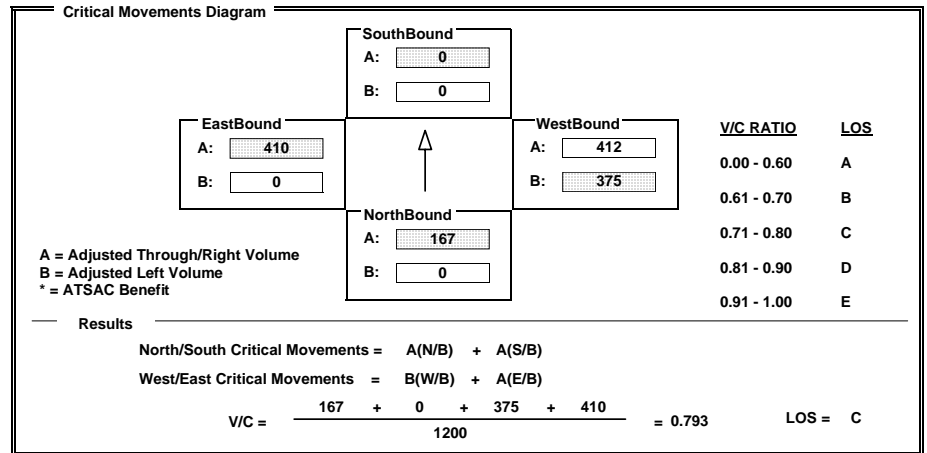 Critical Movements Diagram
SouthBound
A: 0
B: 0
EastBound
A: 410
B: 0
WestBound
A: 412
B: 375
NorthBound
A: 167
B: 0
V/C RATIO LOS
0.00 - 0.60 A
0.61 - 0.70 B
0.71 - 0.80 C
0.81 - 0.90 D
0.91 - 1.00 E
A = Adjusted Through/Right Volume
B = Adjusted Left Volume
* = ATSAC Benefit
Results
North/South Critical Movements = A(N/B) + A(S/B)
West/East Critical Movements = B(W/B) + A(E/B)
167 + 0 + 375 + 410
V/C = = 0.793 LOS = C
1200